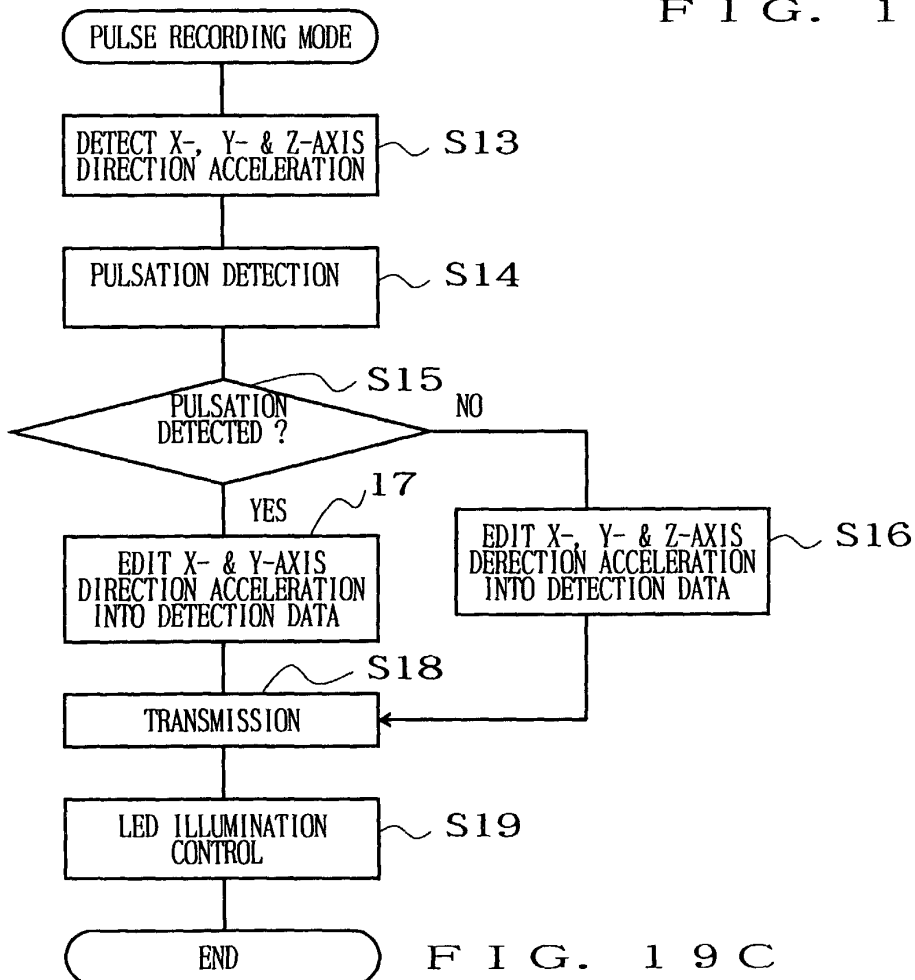 F I G. 1
PULSE RECORDING MODE
DETECT X-, Y- & Z-AXIS
DIRECTION ACCELERATION
S13
PULSATION DETECTION
S14
S15
PULSATION
DETECTED ?
NO
YES
17
EDIT X- & Y-AXIS
DIRECTION ACCELERATION
INTO DETECTION DATA
EDIT X-, Y- & Z-AXIS
DERECTION ACCELERATION
INTO DETECTION DATA
S16
S18
TRANSMISSION
LED ILLUMINATION
CONTROL
S19
END
F I G. 1 9 C